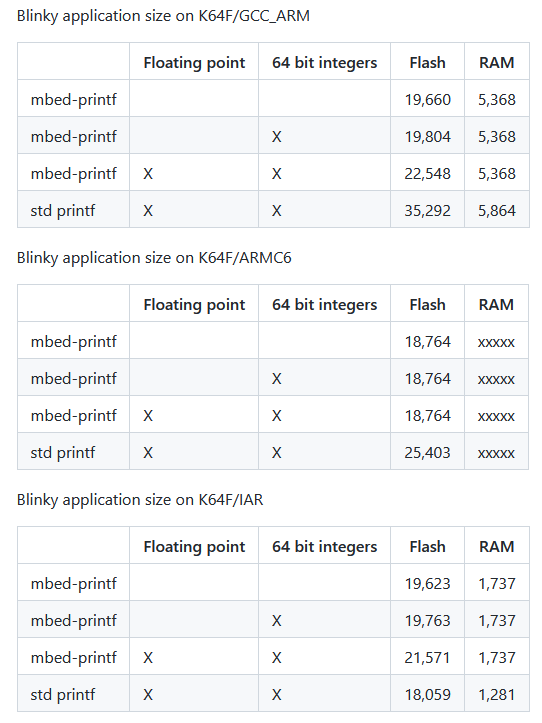 Blinky application size on K64F/GCC_ARM
Floating point 64 bit integers Flash RAM
mbed-printf 19,660 5,368
mbed-printf X 19,804 5,368
mbed-printf X X 22,548 5,368
std printf X X 35,292 5,864
Blinky application size on K64F/ARMC6
Floating point 64 bit integers Flash RAM
mbed-printf 18,764 xxxxx
mbed-printf X 18,764 xxxxx
mbed-printf X X 18,764 xxxxx
std printf X X 25,403 xxxxx
Blinky application size on K64F/IAR
Floating point 64 bit integers Flash RAM
mbed-printf 19,623 1,737
mbed-printf X 19,763 1,737
mbed-printf X X 21,571 1,737
std printf X X 18,059 1,281